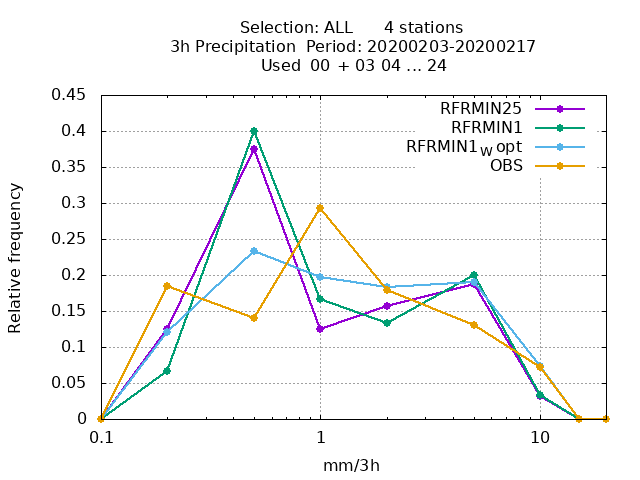 Selection: ALL 4 stations
3h Precipitation Period: 20200203-20200217
Used 00 + 03 04 ... 24
RFRMIN25
RFRMIN1
RFRMIN1_W opt
OBS
0.45
0.4
0.35
0.3
0.25
0.2
0.15
0.1
0.05
0
Relative frequency
0.1 1 10
mm/3h